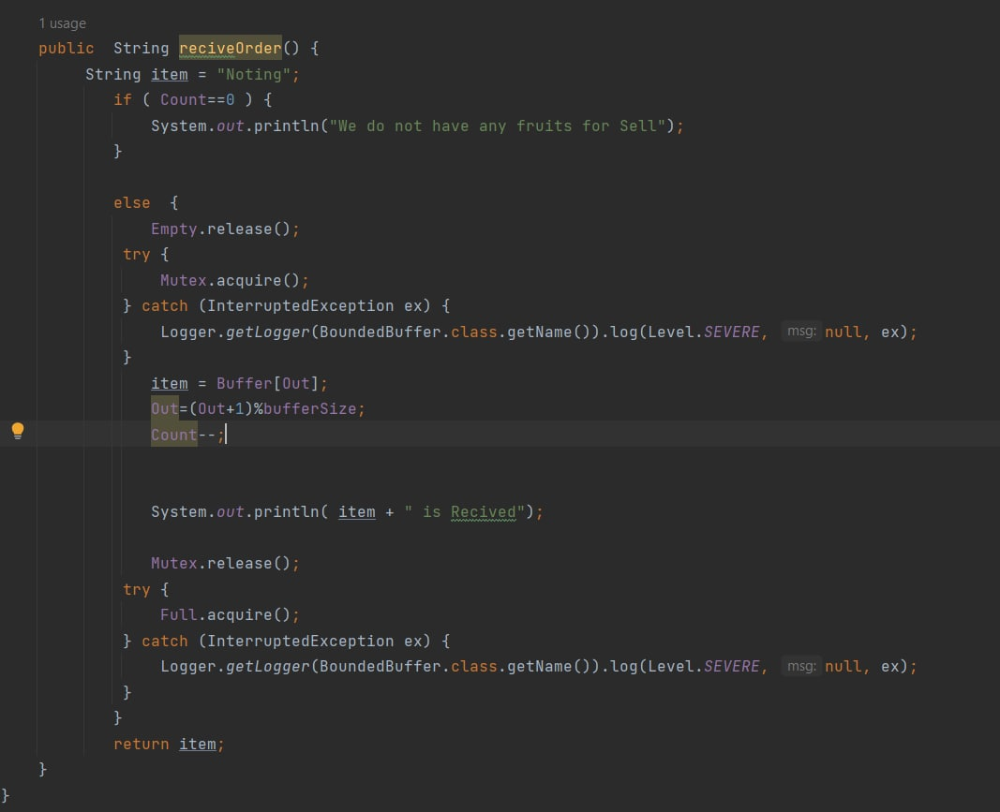 1 usage
public  String reciveOrder() {
String item = "Noting";
if ( Count==0 ) {
System.out.println("We do not have any fruits for Sell");
}
else  {
Empty.release();
try {
Mutex.acquire();
} catch (InterruptedException ex) {
Logger.getLogger(BoundedBuffer.class.getName()).log(Level.SEVERE, msg: null, ex);
}
item = Buffer[Out];
Out=(Out+1)%bufferSize;
Count--;
System.out.println( item + " is Recived");
Mutex.release();
try {
Full.acquire();
} catch (InterruptedException ex) {
Logger.getLogger(BoundedBuffer.class.getName()).log(Level.SEVERE, msg: null, ex);
}
}
return item;
}
}